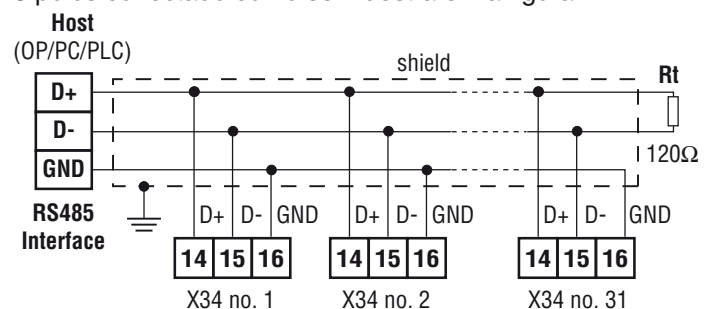 Host
(OP/PC/PLC)
shield
Rt
D+
D-
GND
120Ω
RS485
Interface
D+ D- GND
D+ D- GND
D+ D- GND
14 15 16
14 15 16
14 15 16
X34 no. 1
X34 no. 2
X34 no. 31